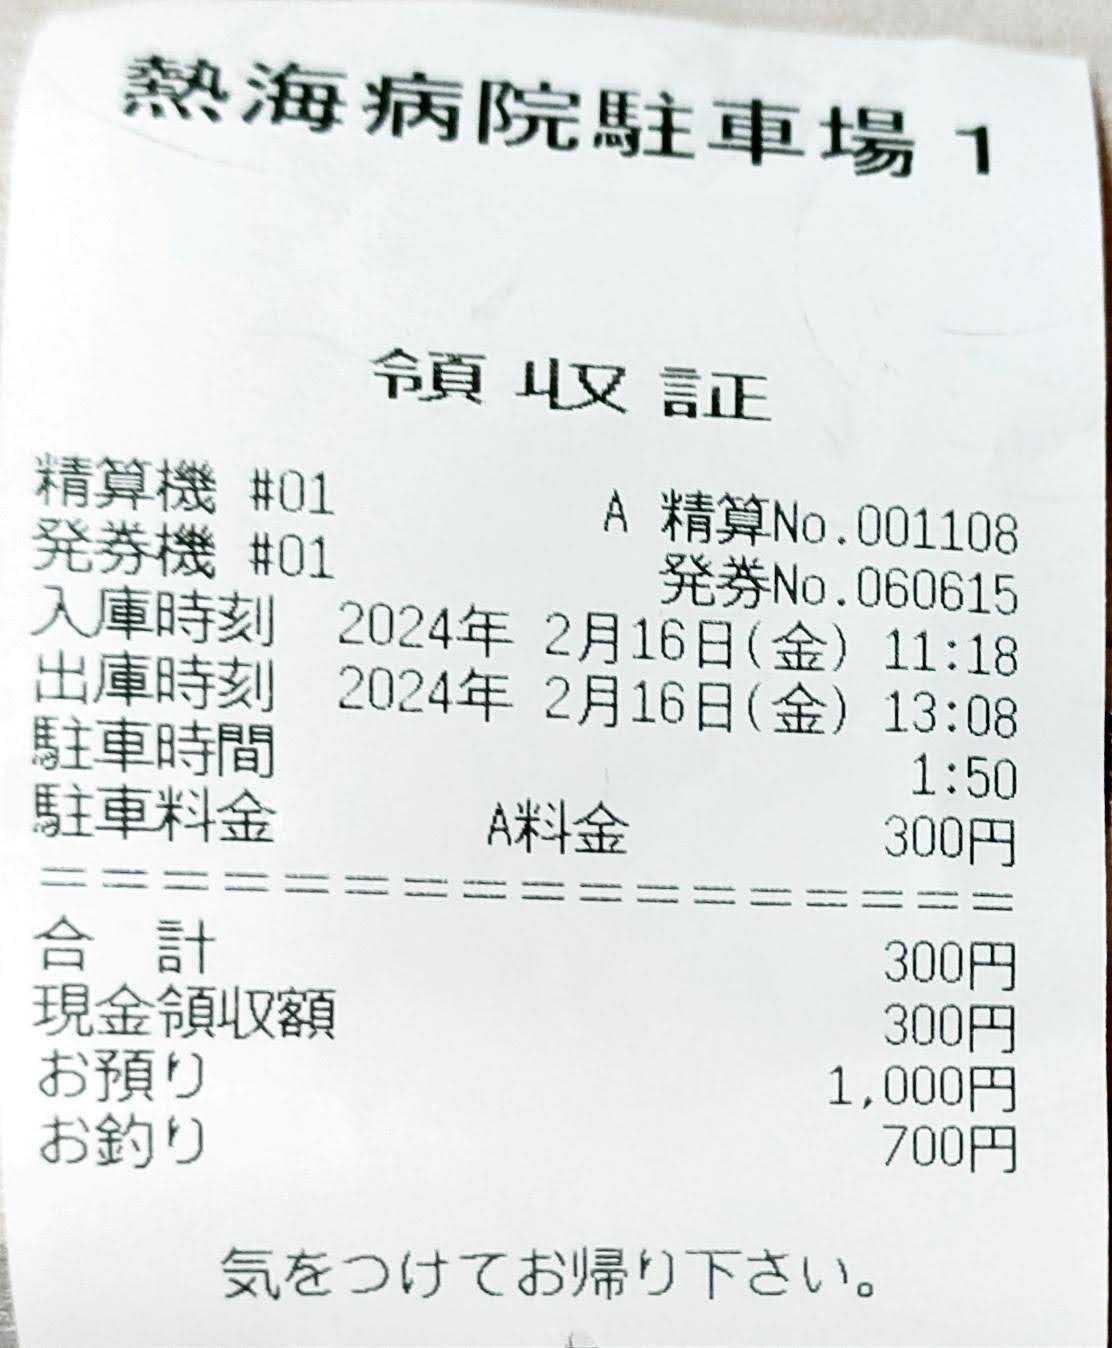 熱海病院駐車場 1
領収証
精算機 #01 A 精算No.001108
発券機 #01 発券No.060615
入庫時刻 2024年 2月16日(金) 11:18
出庫時刻 2024年 2月16日(金) 13:08
駐車時間 1:50
駐車料金 A料金 300円
=================
合 計 300円
現金領収額 300円
お預り 1,000円
お釣り 700円
気をつけてお帰り下さい。